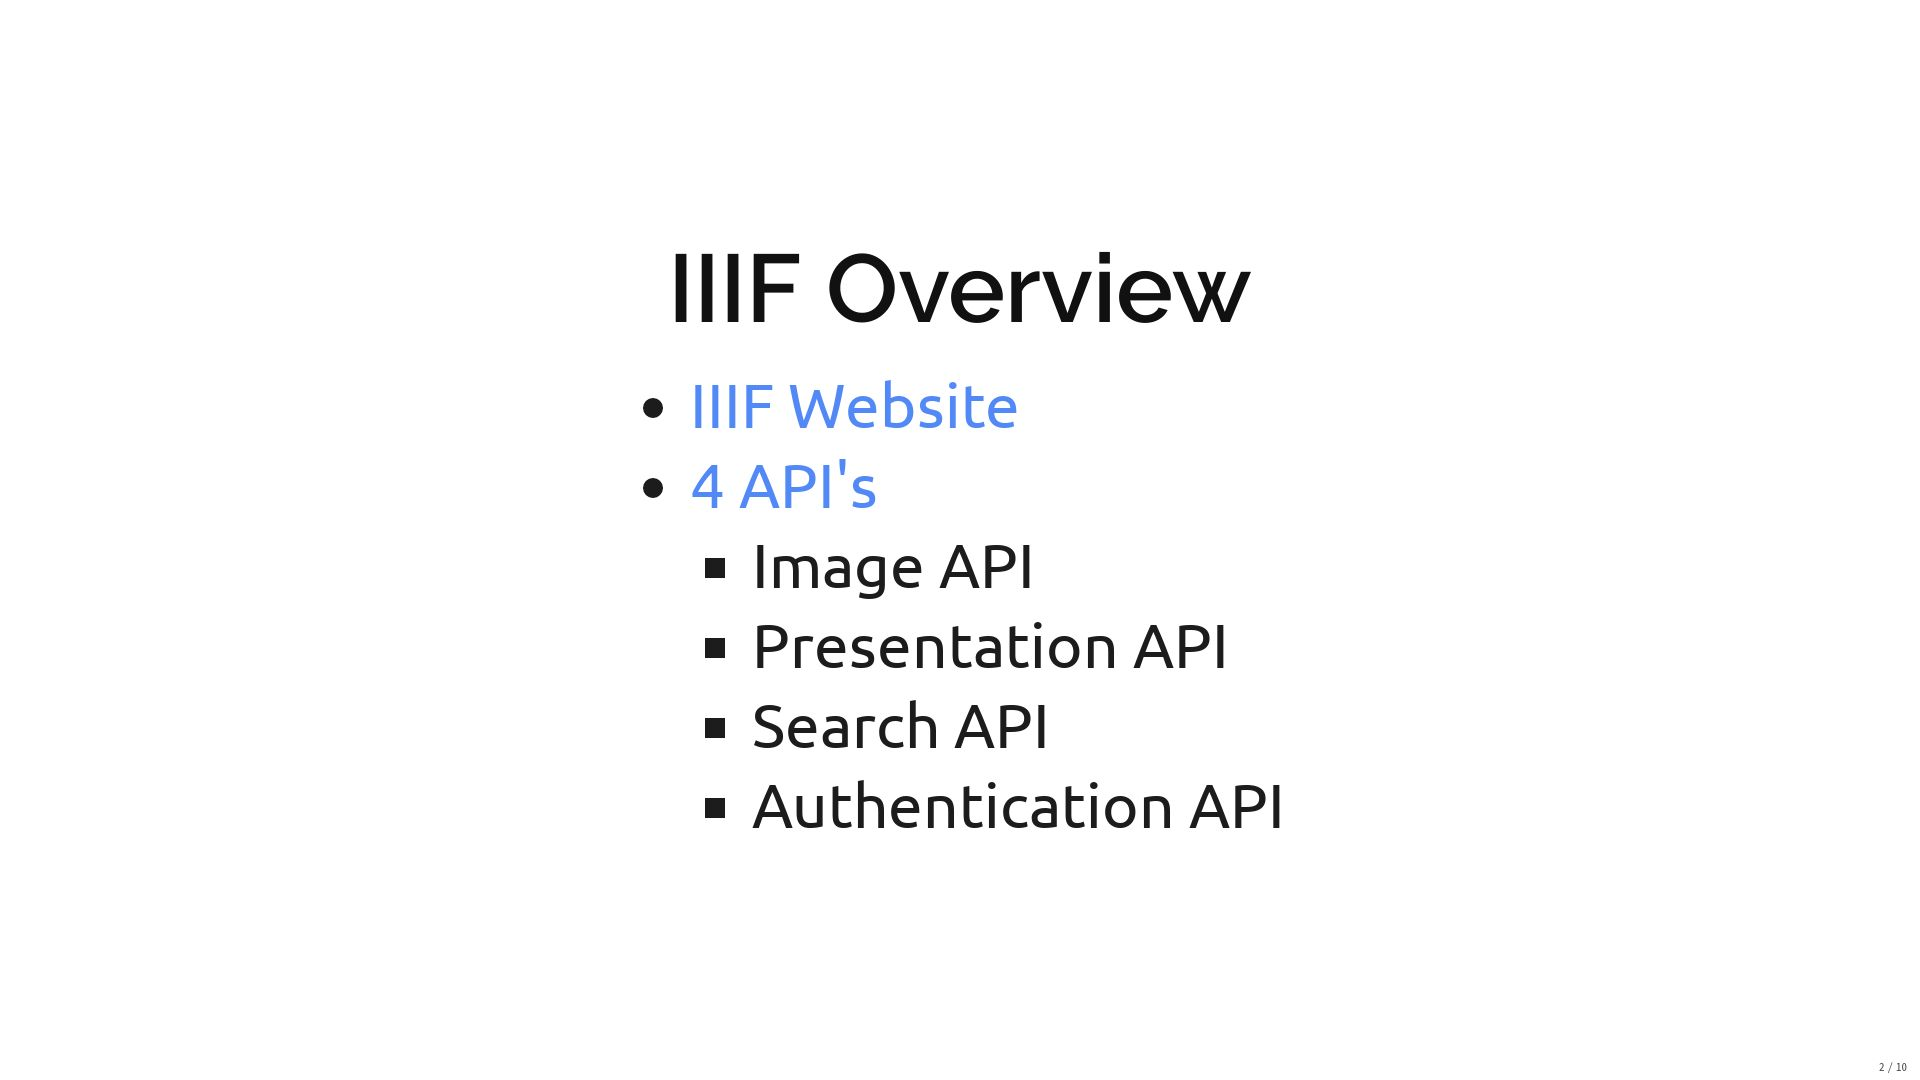 IIIF Overview
IIIF Website
4 API's
Image API
Presentation API
Search API
Authentication API
2 / 10